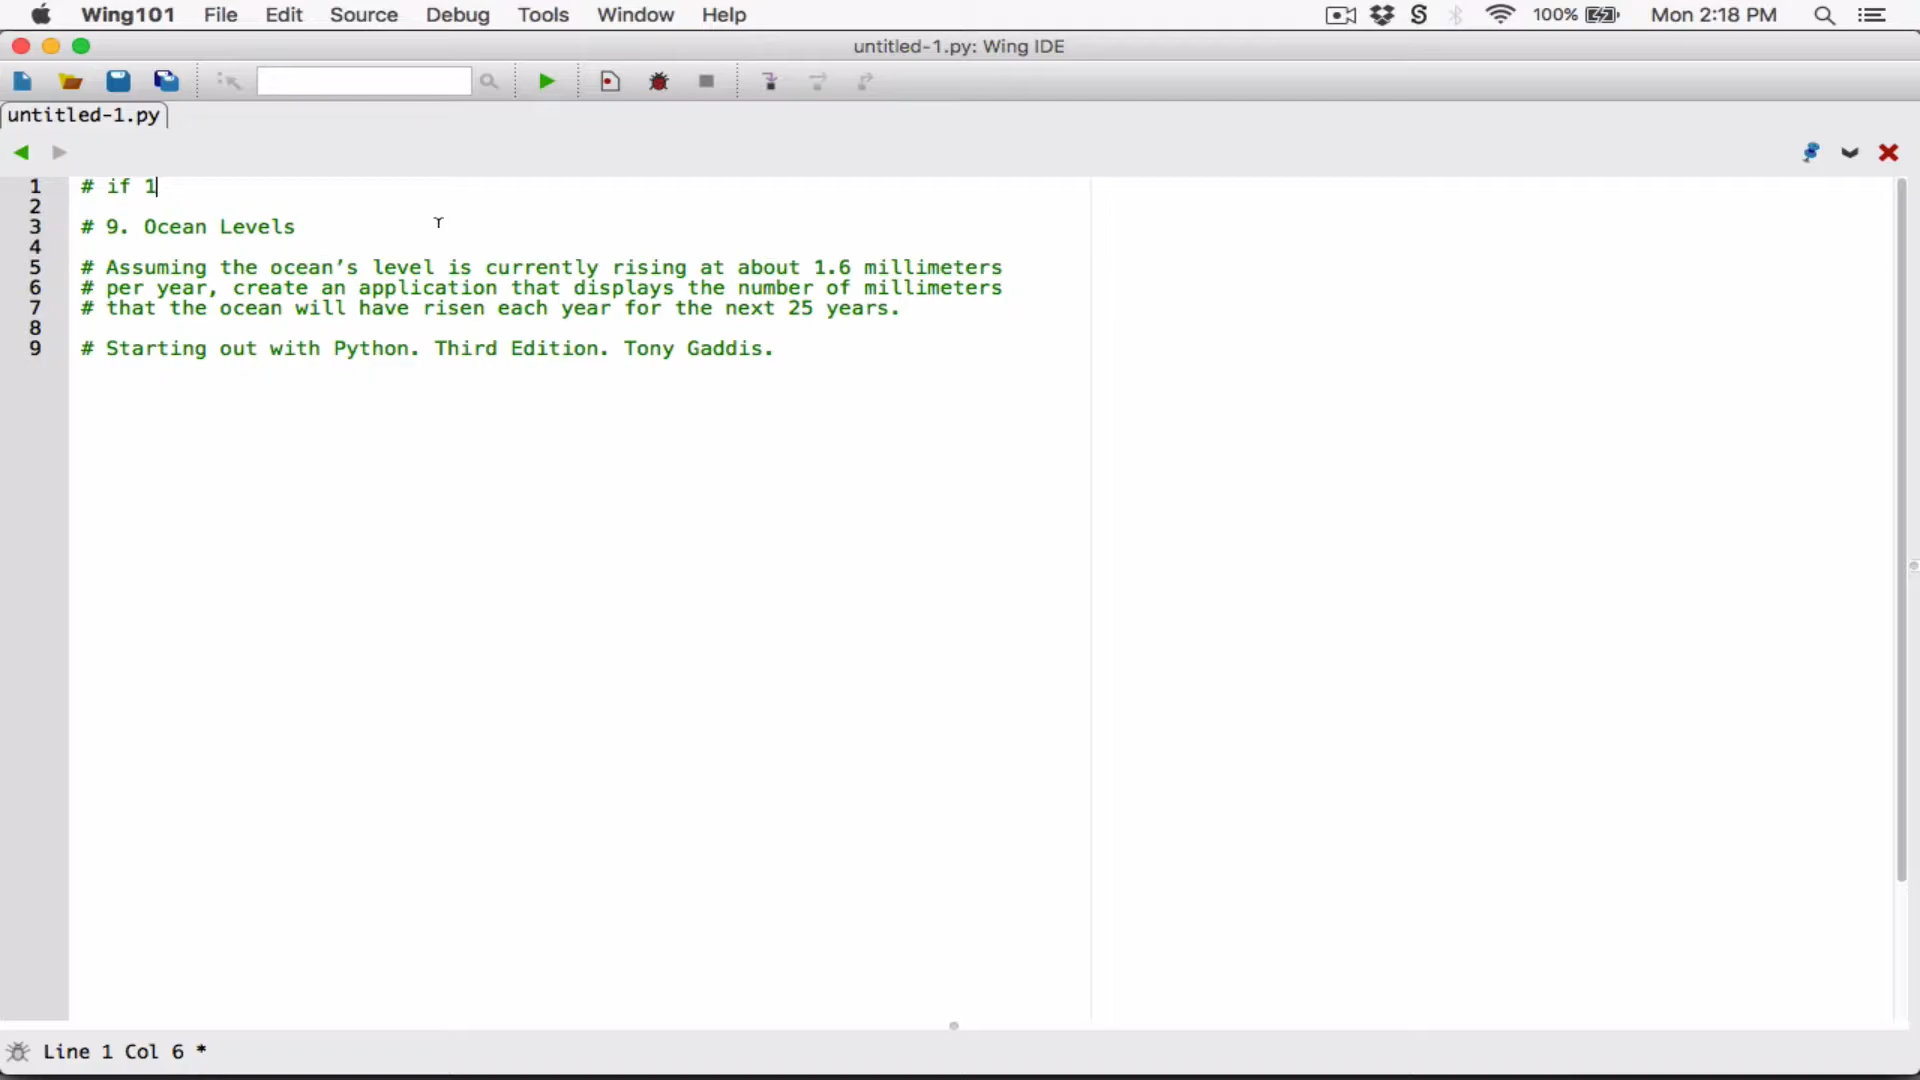 Wing101 File Edit Source Debug Tools Window Help 100% Mon 2:18 PM
untitled-1.py: Wing IDE
untitled-1.py
1 # if 1
2
3 # 9. Ocean Levels
4
5 # Assuming the ocean’s level is currently rising at about 1.6 millimeters
6 # per year, create an application that displays the number of millimeters
7 # that the ocean will have risen each year for the next 25 years.
8
9 # Starting out with Python. Third Edition. Tony Gaddis.
Line 1 Col 6 *